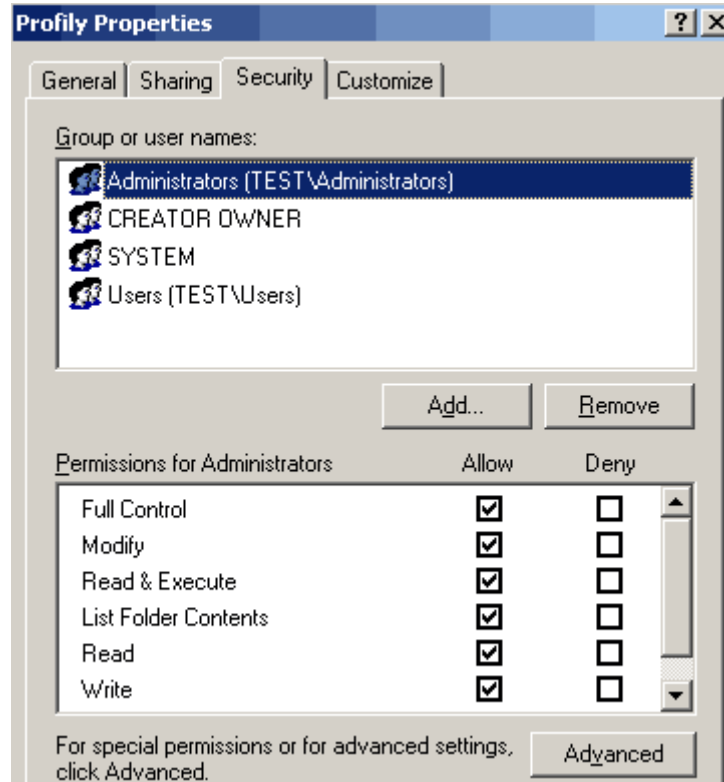 Profily Properties
General Sharing Security Customize
Group or user names:
Administrators (TEST\Administrators)
CREATOR OWNER
SYSTEM
Users (TEST\Users)
Add... Remove
Permissions for Administrators Allow Deny
Full Control
Modify
Read & Execute
List Folder Contents
Read
Write
For special permissions or for advanced settings,
click Advanced.
Advanced